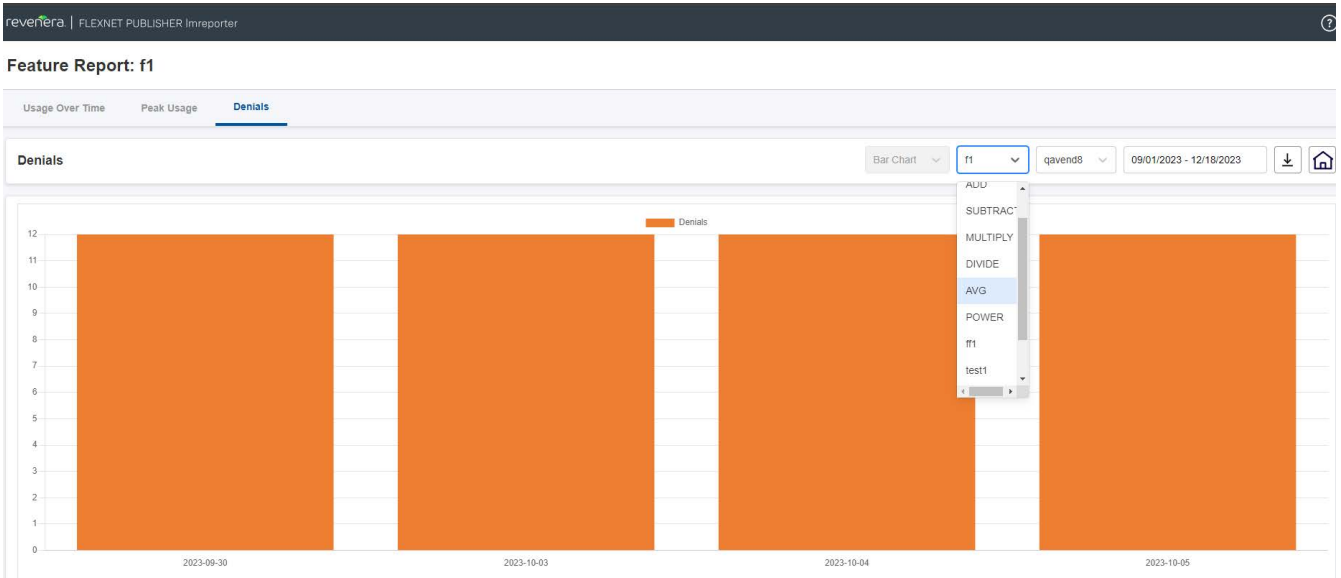 revenera. | FLEXNET PUBLISHER lmreporter
?
Feature Report: f1
Usage Over Time Peak Usage Denials
Denials Bar Chart f1 qavend8 09/01/2023 - 12/18/2023
ADD
SUBTRACT
MULTIPLY
DIVIDE
AVG
POWER
ff1
test1
Denials
12
11
10
9
8
7
6
5
4
3
2
1
0
2023-09-30 2023-10-03 2023-10-04 2023-10-05